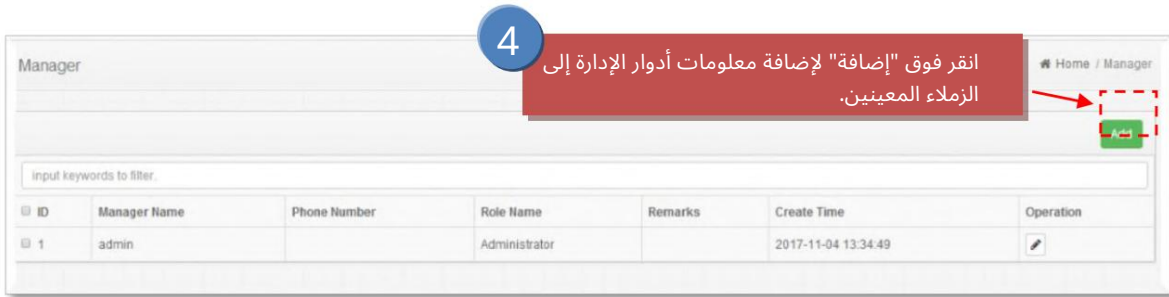 4
انقر فوق "إضافة" لإضافة معلومات أدوار الإدارة إلى
الزملاء المعينين.
Manager
Home / Manager
Add
input keywords to filter.
ID Manager Name Phone Number Role Name Remarks Create Time Operation
1 admin Administrator 2017-11-04 13:34:49